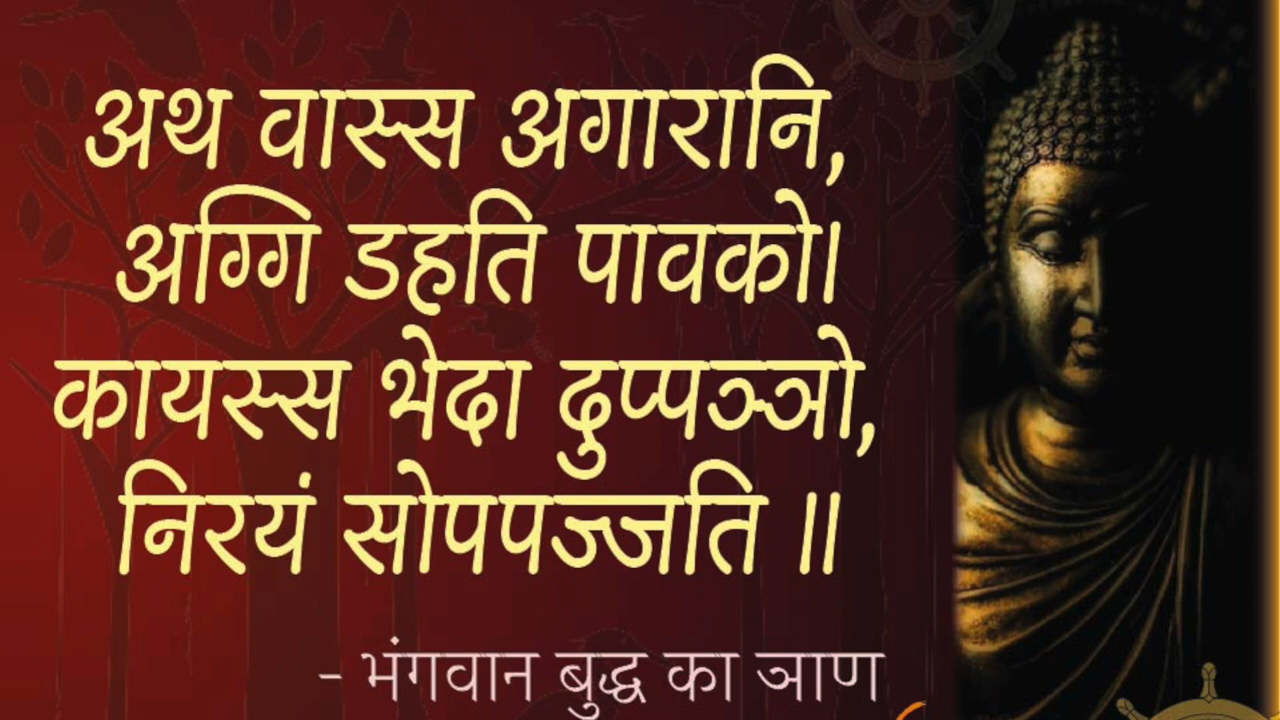 अथ वास्स अगारानि,
अग्गि डहति पावको।
कायस्स भेदा दुप्पञ्ञो,
निरयं सोपपज्जति ॥
- भंगवान बुद्ध का ञाण